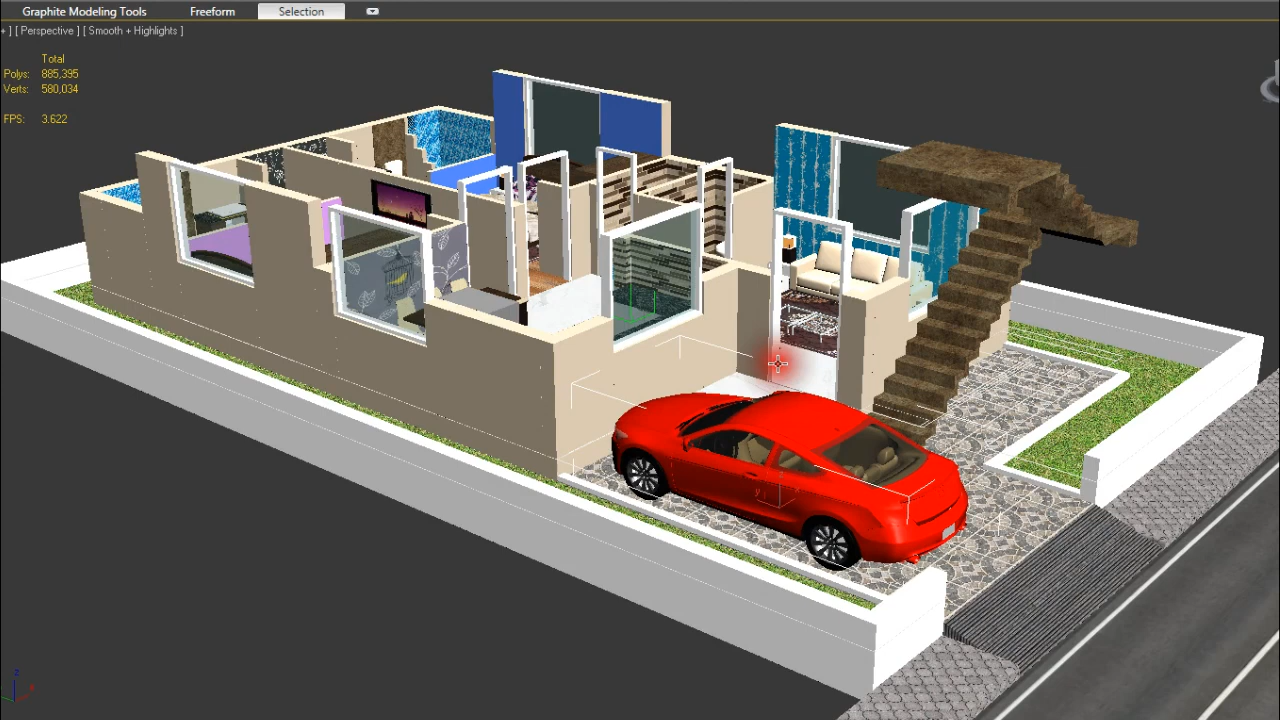 Graphite Modeling Tools Freeform Selection
+ ] [ Perspective ] [ Smooth + Highlights ]
Total
Polys: 885,395
Verts: 580,034
FPS: 3.622
z
x